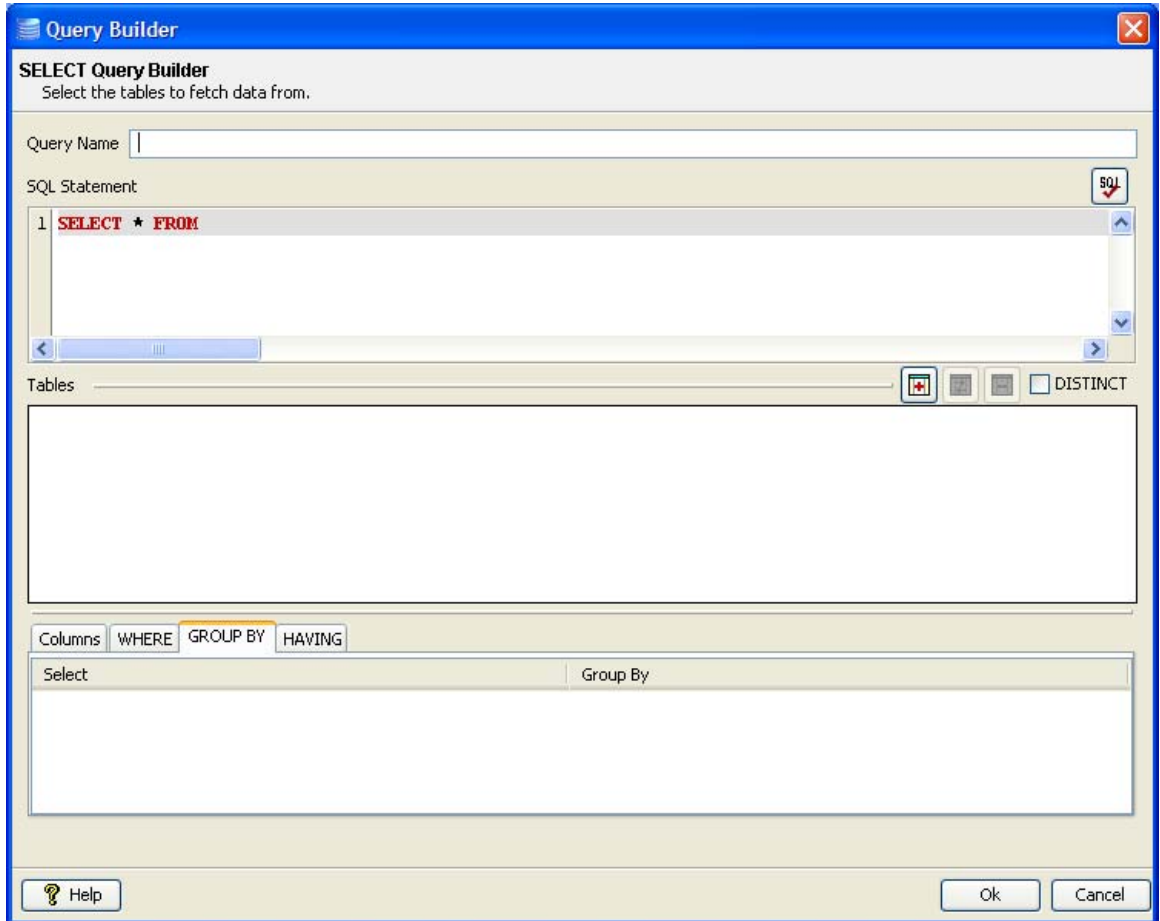 Query Builder
SELECT Query Builder
Select the tables to fetch data from.
Query Name
SQL Statement
SQL
1 SELECT * FROM
Tables
DISTINCT
Columns WHERE GROUP BY HAVING
Select Group By
? Help Ok Cancel